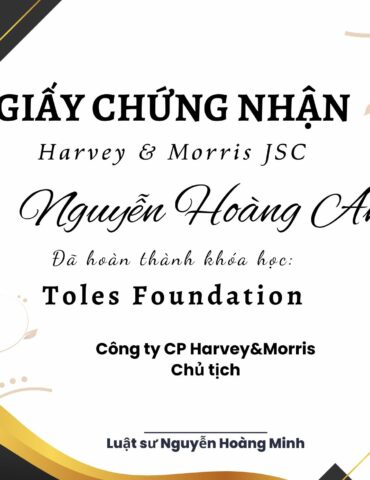 GIẤY CHỨNG NHẬN
Harvey & Morris JSC
Nguyễn Hoàng
Đã hoàn thành khóa học:
Toles Foundation
Công ty CP Harvey&Morris
Chủ tịch
Luật sư Nguyễn Hoàng Minh